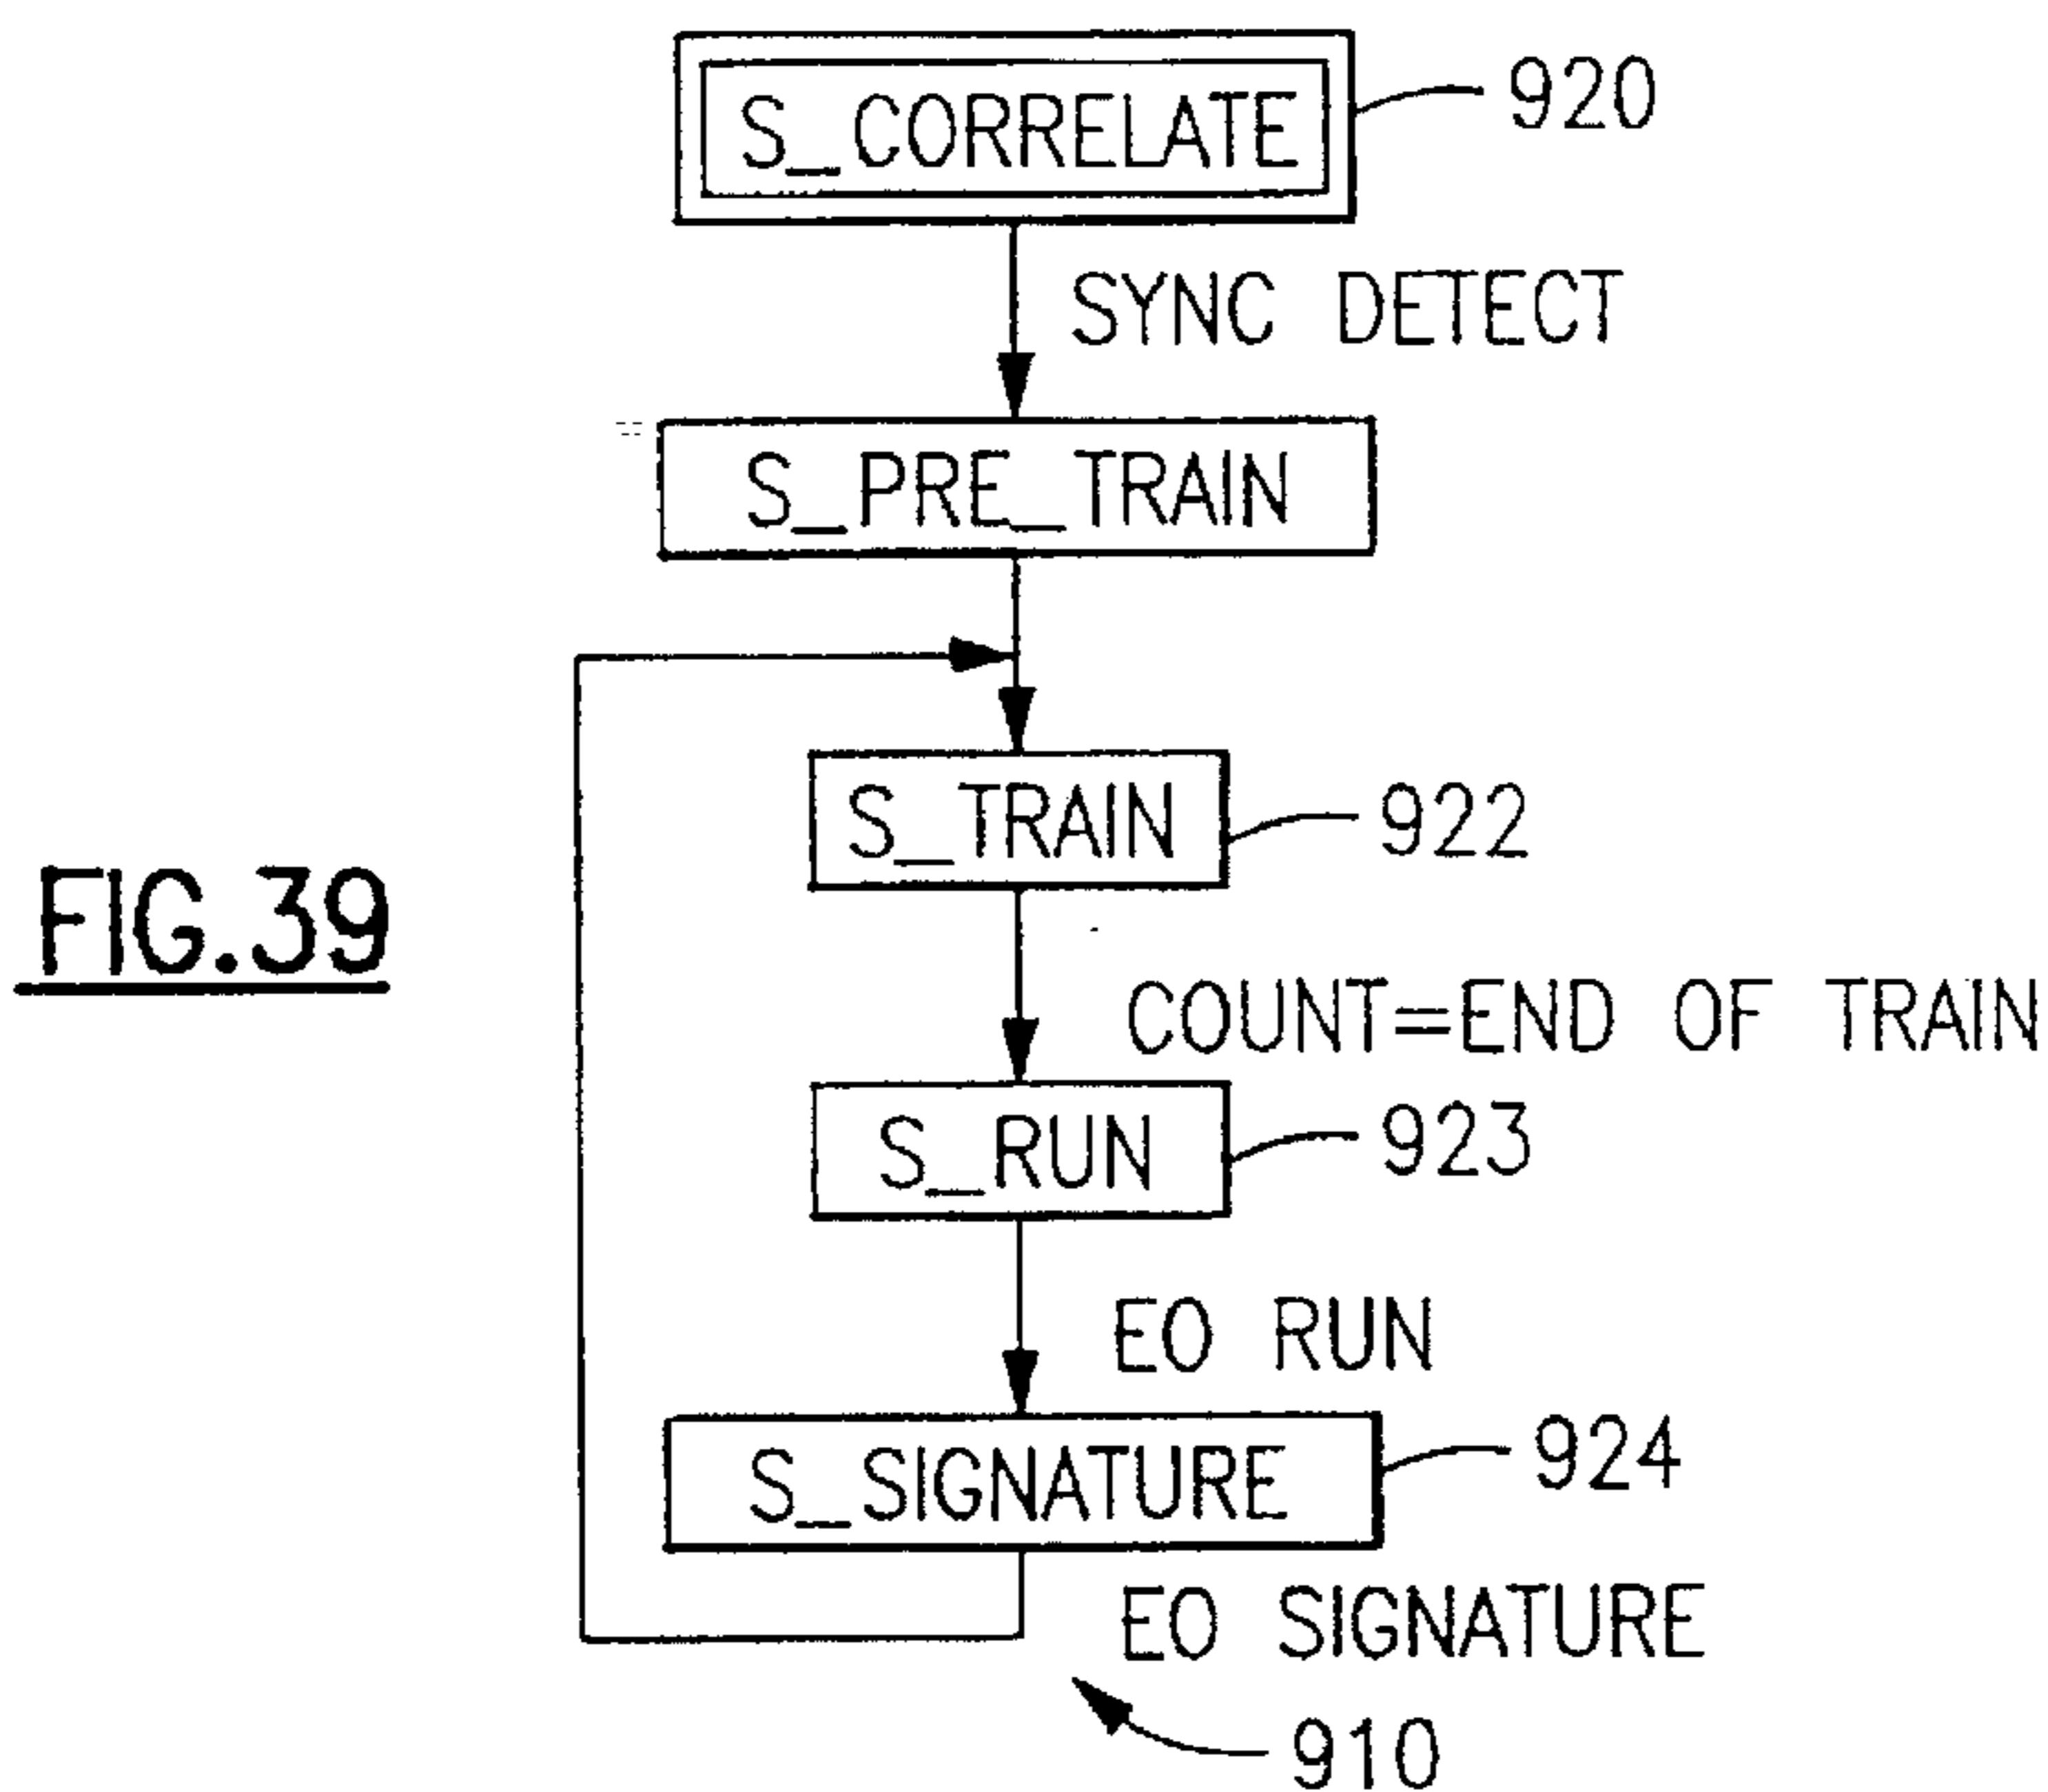 S_CORRELATE
920
SYNC DETECT
S_PRE_TRAIN
S_TRAIN
922
FIG.39
COUNT=END OF TRAIN
S_RUN
923
EO RUN
S_SIGNATURE
924
EO SIGNATURE
910